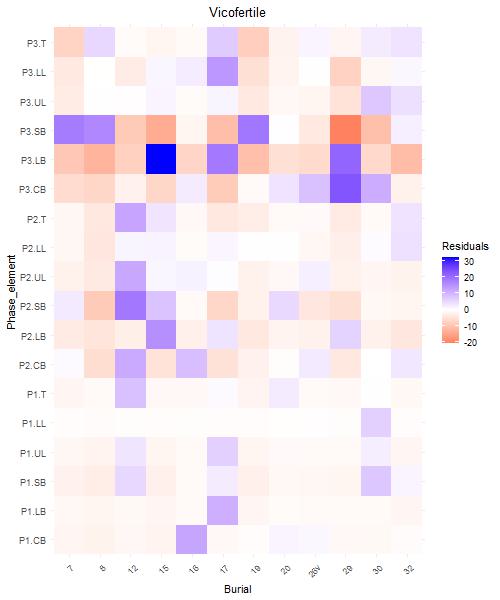 Vicofertile
P3.T
P3.LL
P3.UL
P3.SB
P3.LB
P3.CB
P2.T
P2.LL
P2.UL
P2.SB
P2.LB
P2.CB
P1.T
P1.LL
P1.UL
P1.SB
P1.LB
P1.CB
Phase_element
7 8 12 15 16 17 19 20 26v 29 30 32
Burial
Residuals
30
20
10
0
-10
-20